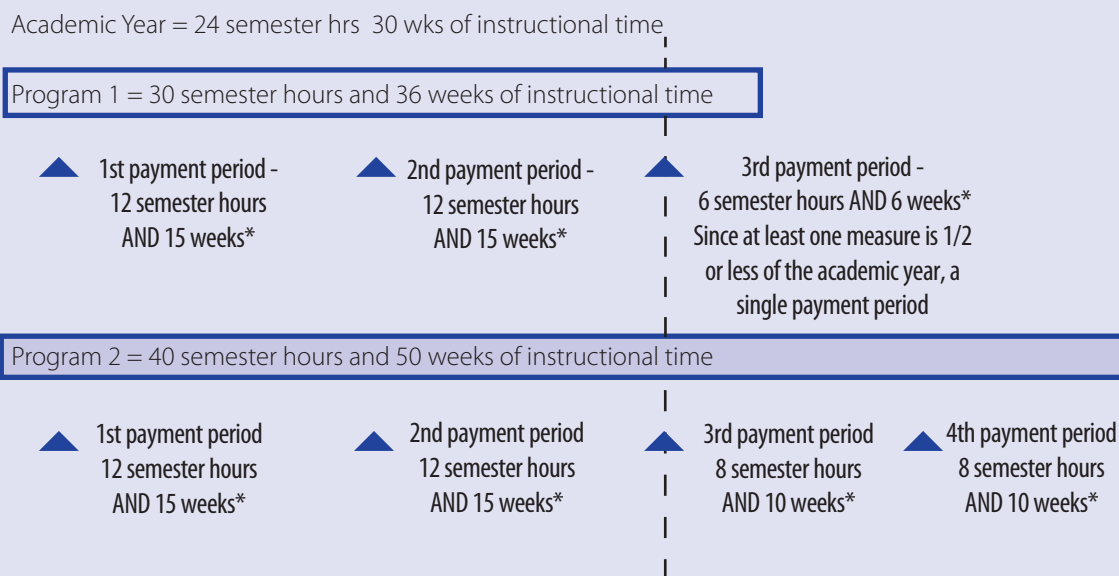 Academic Year = 24 semester hrs 30 wks of instructional time
Program 1 = 30 semester hours and 36 weeks of instructional time
1st payment period -
12 semester hours
AND 15 weeks*
2nd payment period -
12 semester hours
AND 15 weeks*
3rd payment period -
6 semester hours AND 6 weeks*
Since at least one measure is 1/2
or less of the academic year, a
single payment period
Program 2 = 40 semester hours and 50 weeks of instructional time
1st payment period
12 semester hours
AND 15 weeks*
2nd payment period
12 semester hours
AND 15 weeks*
3rd payment period
8 semester hours
AND 10 weeks*
4th payment period
8 semester hours
AND 10 weeks*